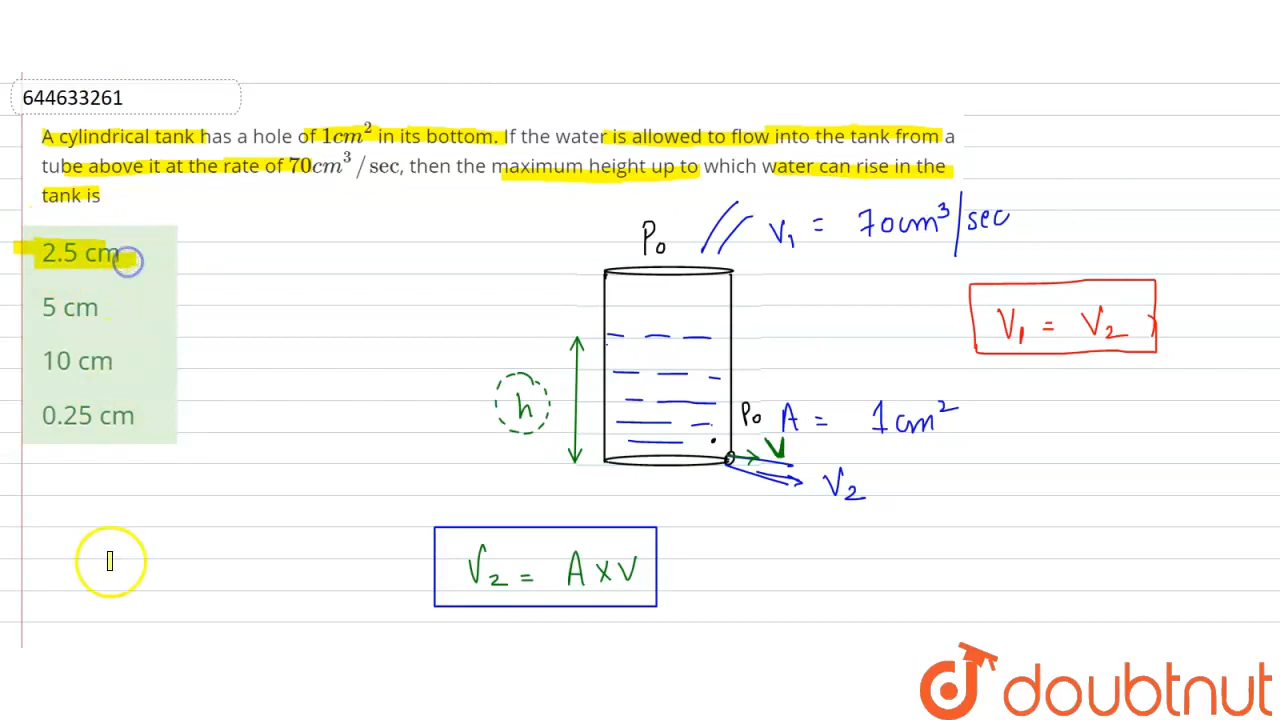 644633261
A cylindrical tank has a hole of 1cm² in its bottom. If the water is allowed to flow into the tank from a
tube above it at the rate of 70cm³/sec, then the maximum height up to which water can rise in the
tank is
2.5 cm
5 cm
10 cm
0.25 cm
P₀
V₁ = 70cm³/sec
V₁ = V₂
h
P₀
A = 1cm²
V
V₂
V₂ = A×V
doubtnut